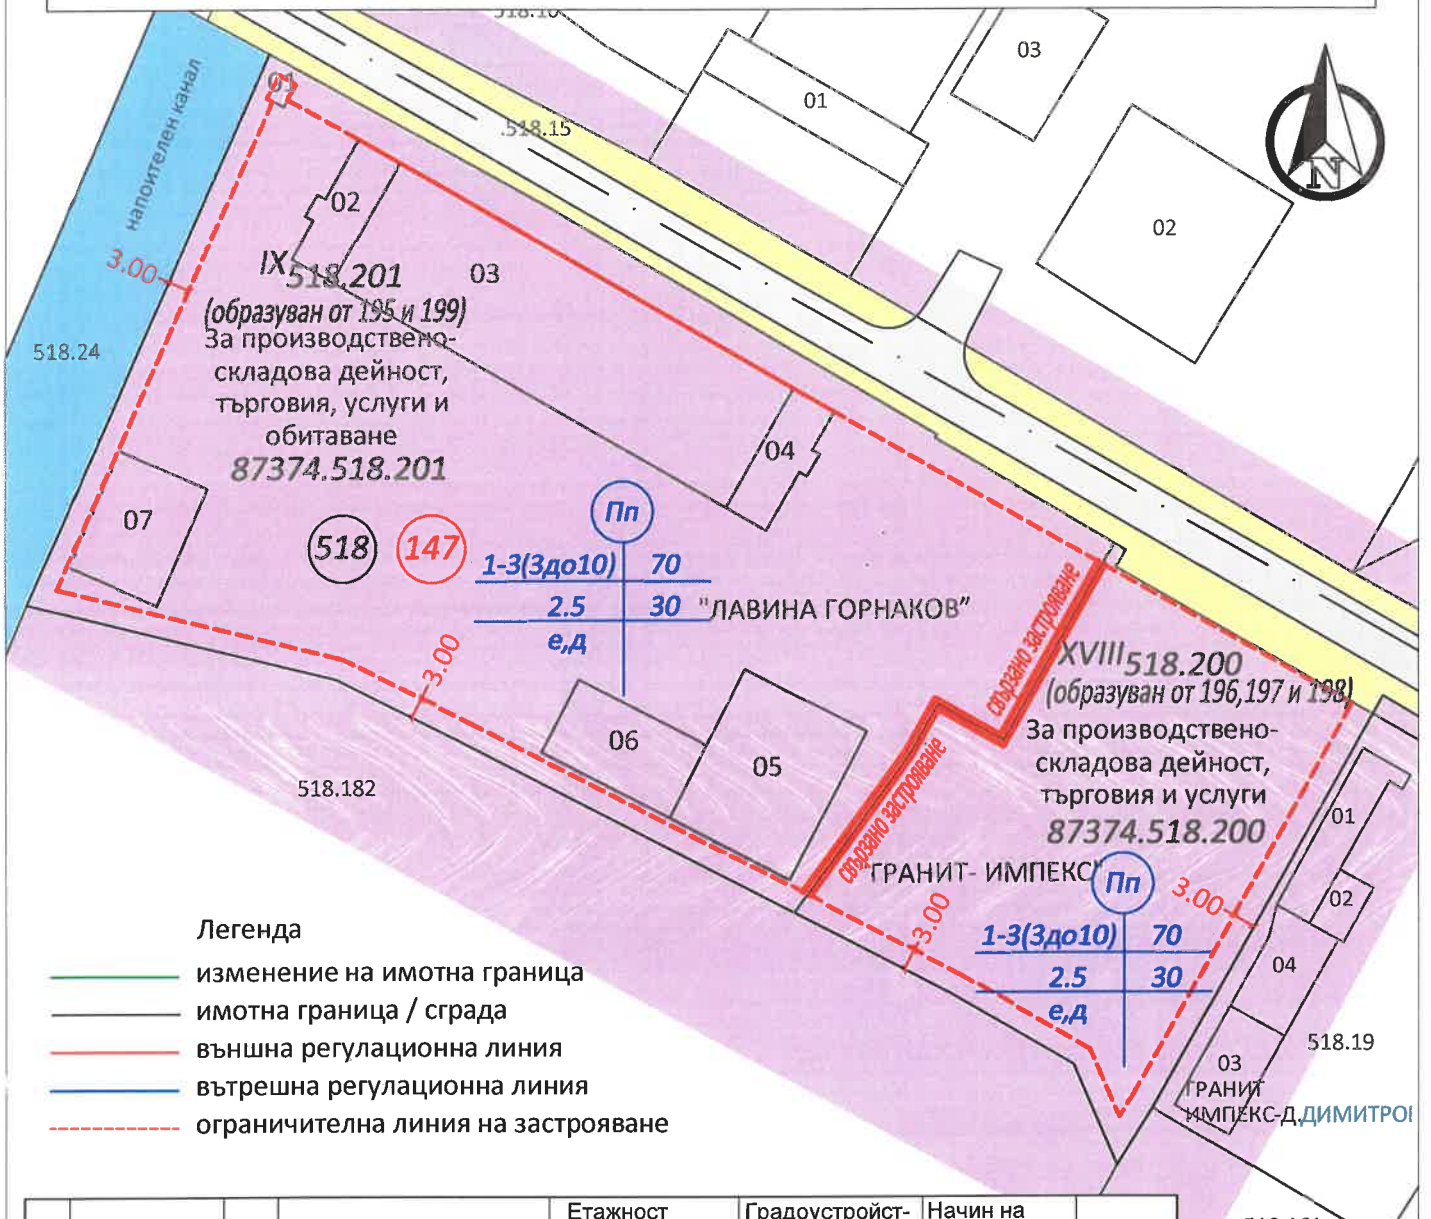 518.10
03
01
01
518.15
напоителен канал
N
02
02
3.00
IX 518.201
03
(образуван от 195 и 199)
За производствено-
518.24
складова дейност,
търговия, услуги и
обитаване
04
87374.518.201
07
518
147
Пп
1-3(3до10) 70
2.5 30
е,д
"ЛАВИНА ГОРНАКОВ"
свързано застрояване
3.00
XVIII 518.200
(образуван от 196,197 и 198)
За производствено-
складова дейност,
търговия и услуги
87374.518.200
06
05
518.182
свързано застрояване
01
"ГРАНИТ- ИМПЕКС"
Пп
3.00
02
3.00
1-3(3до10) 70
2.5 30
е,д
04
518.19
03
ГРАНИТ
ИМПЕКС-Д.ДИМИТРОВ
Легенда
изменение на имотна граница
имотна граница / сграда
външна регулационна линия
вътрешна регулационна линия
ограничителна линия на застрояване
Етажност
Градоустройст-
Начин на